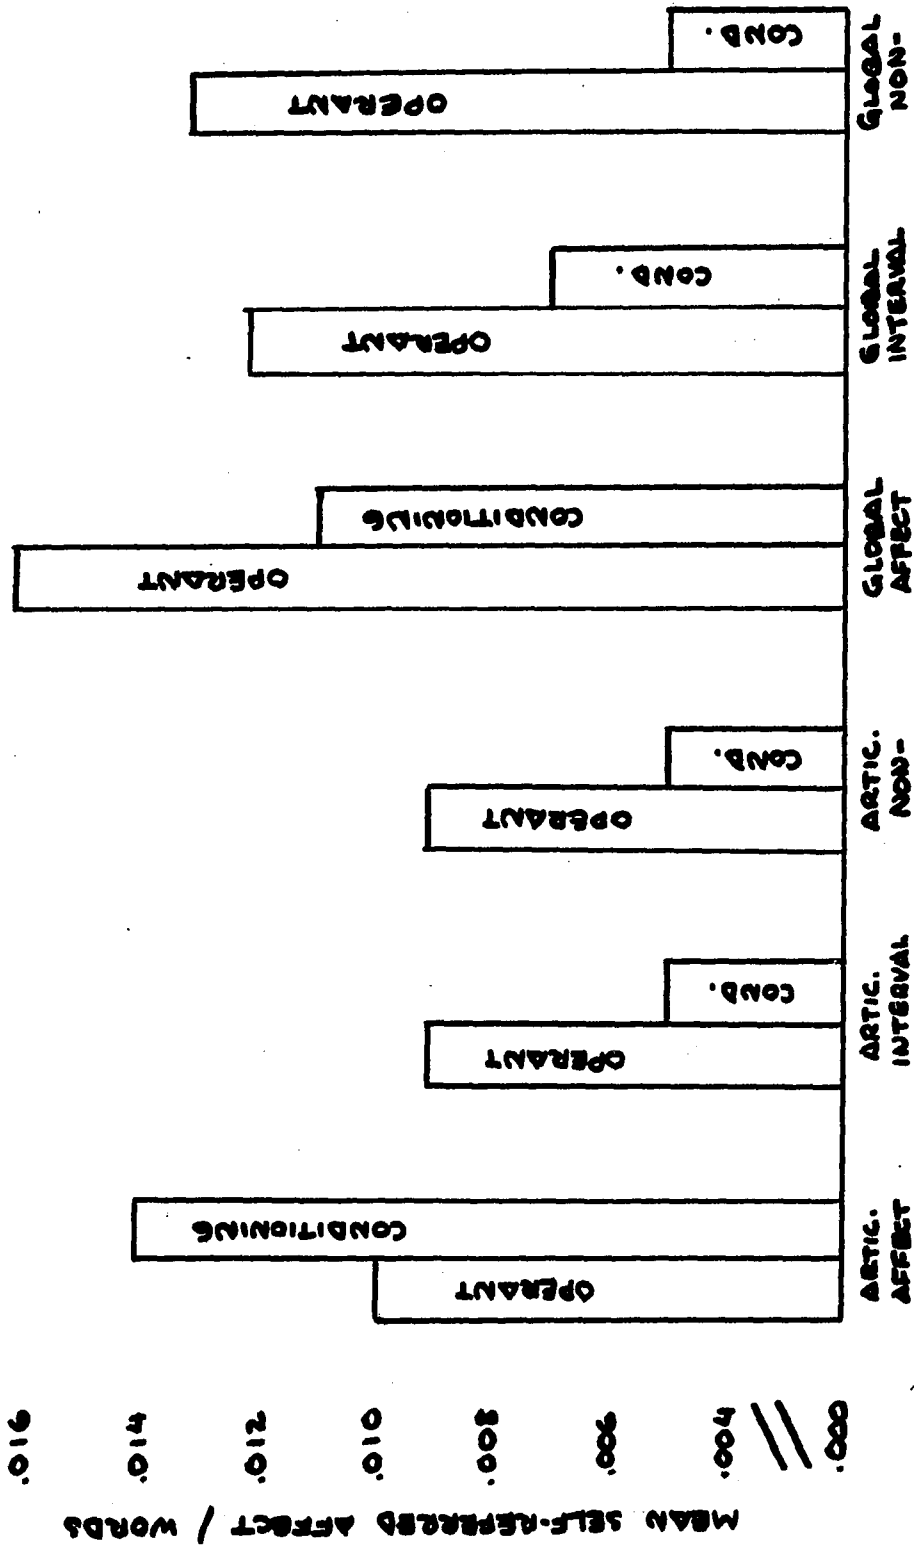 MEAN SELF-REFERRED AFFECT / WORDS
.016
.014
.012
.010
.008
.006
.004
.000
OPERANT
CONDITIONING
OPERANT
COND.
OPERANT
COND.
OPERANT
CONDITIONING
OPERANT
COND.
OPERANT
COND.
ARTIC.
AFFECT
ARTIC.
INTERVAL
ARTIC.
NON-
GLOBAL
AFFECT
GLOBAL
INTERVAL
GLOBAL
NON-